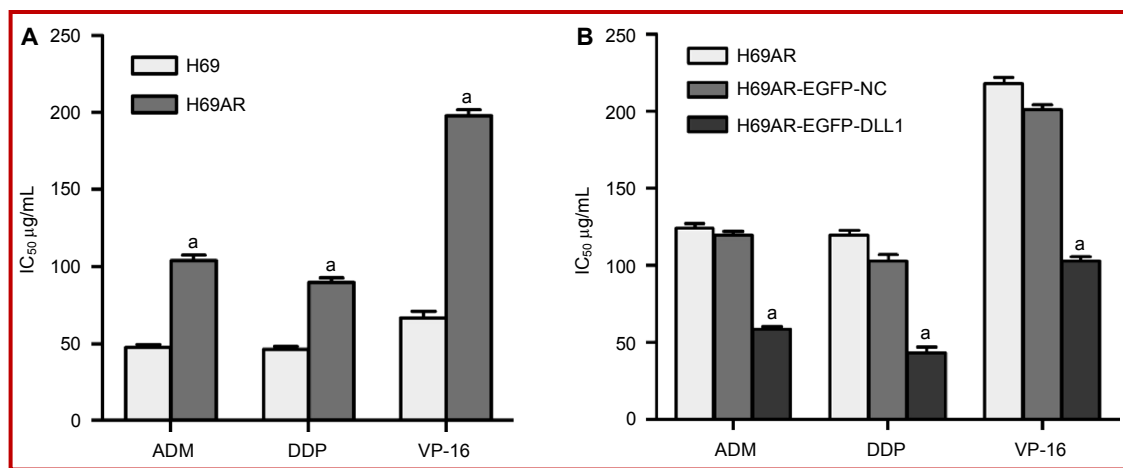 A
H69
H69AR
IC50 µg/mL
250
200
150
100
50
0
a
a
a
ADM DDP VP-16
B
H69AR
H69AR-EGFP-NC
H69AR-EGFP-DLL1
IC50 µg/mL
250
200
150
100
50
0
a
a
a
ADM DDP VP-16